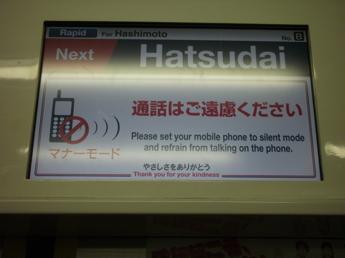 Rapid For Hashimoto No. 8
Next Hatsudai
通話はご遠慮ください
Please set your mobile phone to silent mode
and refrain from talking on the phone.
マナーモード
やさしさをありがとう
Thank you for your kindness